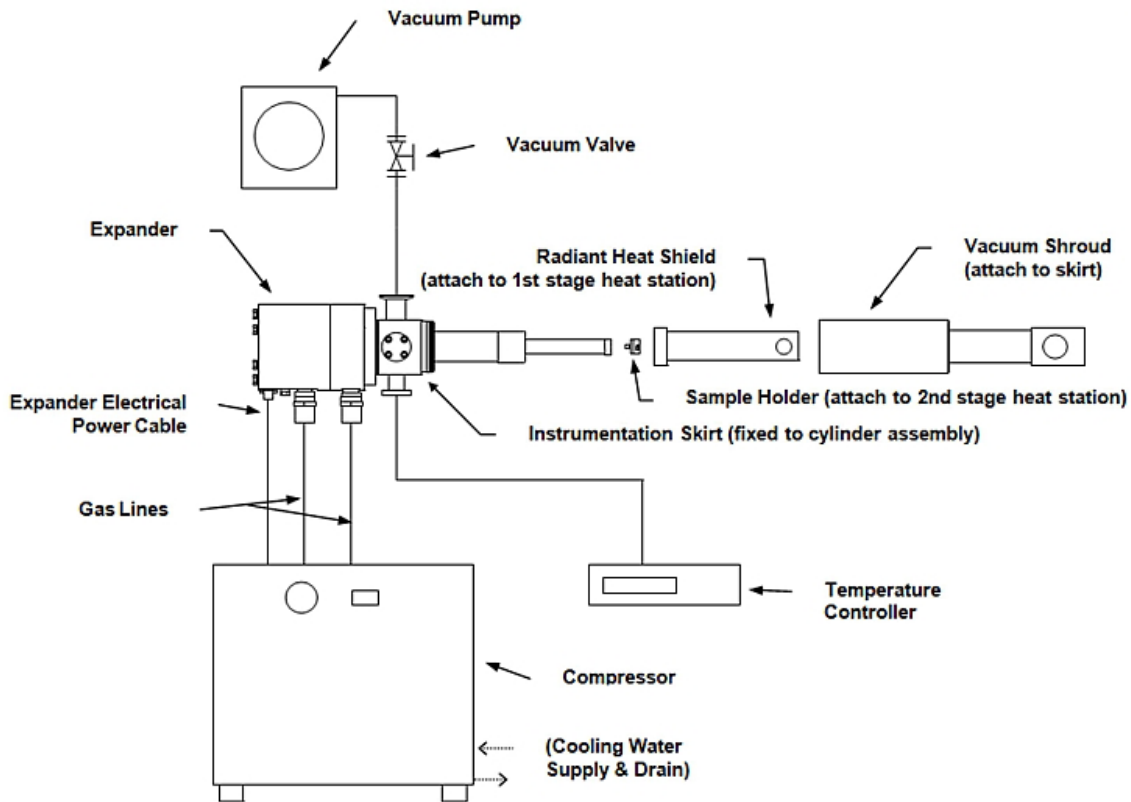 Vacuum Pump
Vacuum Valve
Expander
Radiant Heat Shield
(attach to 1st stage heat station)
Vacuum Shroud
(attach to skirt)
Sample Holder (attach to 2nd stage heat station)
Expander Electrical
Power Cable
Instrumentation Skirt (fixed to cylinder assembly)
Gas Lines
Temperature
Controller
Compressor
(Cooling Water
Supply & Drain)